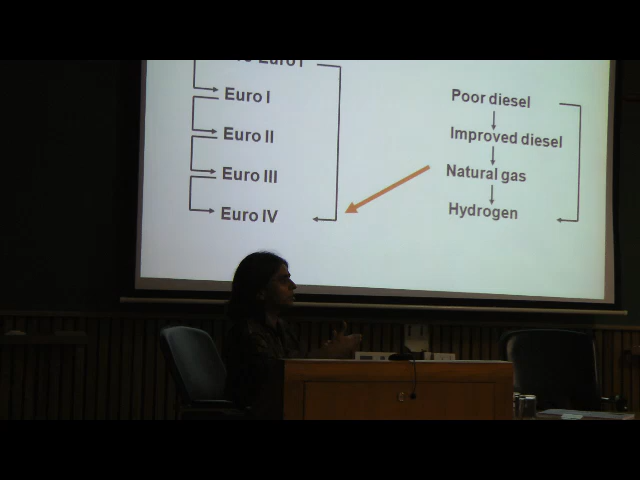 Euro I
Euro I
Euro II
Euro III
Euro IV
Poor diesel
Improved diesel
Natural gas
Hydrogen